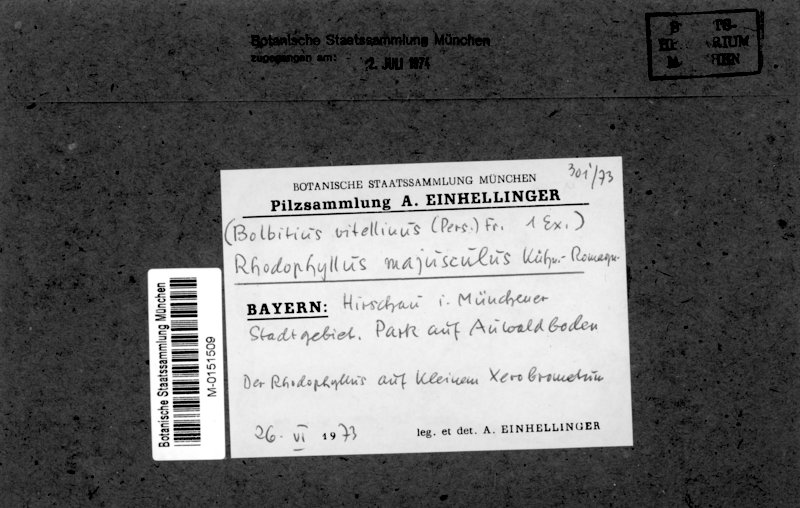 Botanische Staatssammlung München
zugegangen am:
2. JULI 1974
BOTANISCHE STAATSSAMMLUNG MÜNCHEN
301/73
Pilzsammlung A. EINHELLINGER
(Bolbitius vitellinus (Pers.) Fr. 1 Ex.)
Rhodophyllus majusculus Kühn.-Romagn.
BAYERN: Hirschau i. Münchener
Stadtgebiet. Park auf Auwaldboden
Der Rhodophyllus auf kleinem Xerobrometum
26. VI 1973
leg. et det. A. EINHELLINGER
Botanische Staatssammlung München
M-0151509